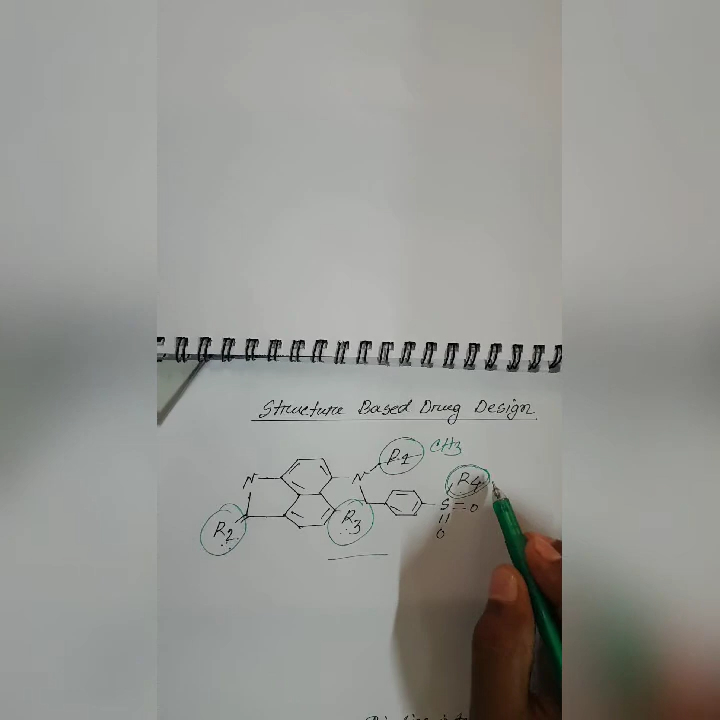 Structure Based Drug Design
R1 CH3
N N R4
R2 R3 S = O
O